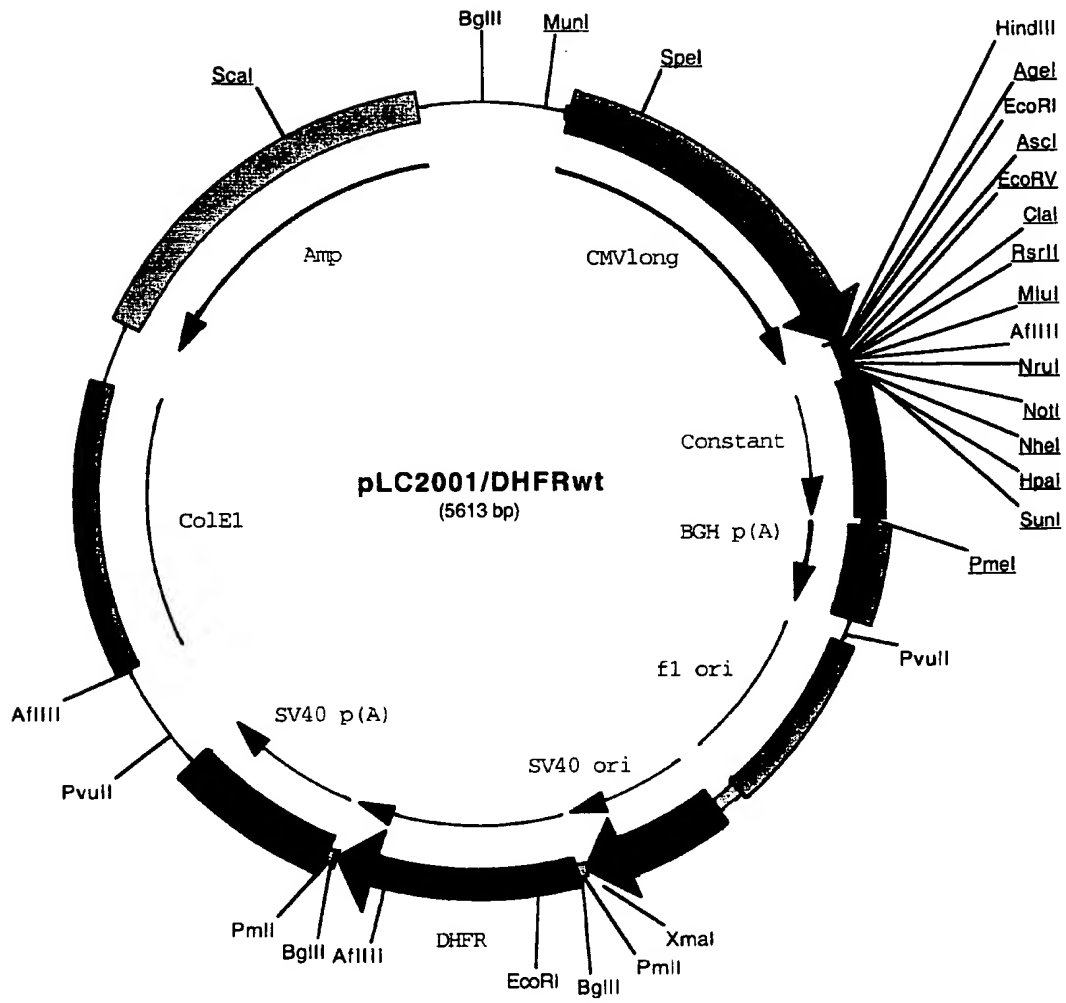 BglII
MunI
SpeI
ScaI
HindIII
AgeI
EcoRI
AscI
EcoRV
ClaI
RsrII
MluI
AflIII
NruI
NotI
NheI
HpaI
SunI
PmeI
PvuII
Amp
CMVlong
Constant
pLC2001/DHFRwt
(5613 bp)
ColE1
BGH p(A)
f1 ori
SV40 p(A)
SV40 ori
AflIII
PvuII
PmlI
BglII
AflIII
DHFR
EcoRI
BglII
PmlI
XmaI